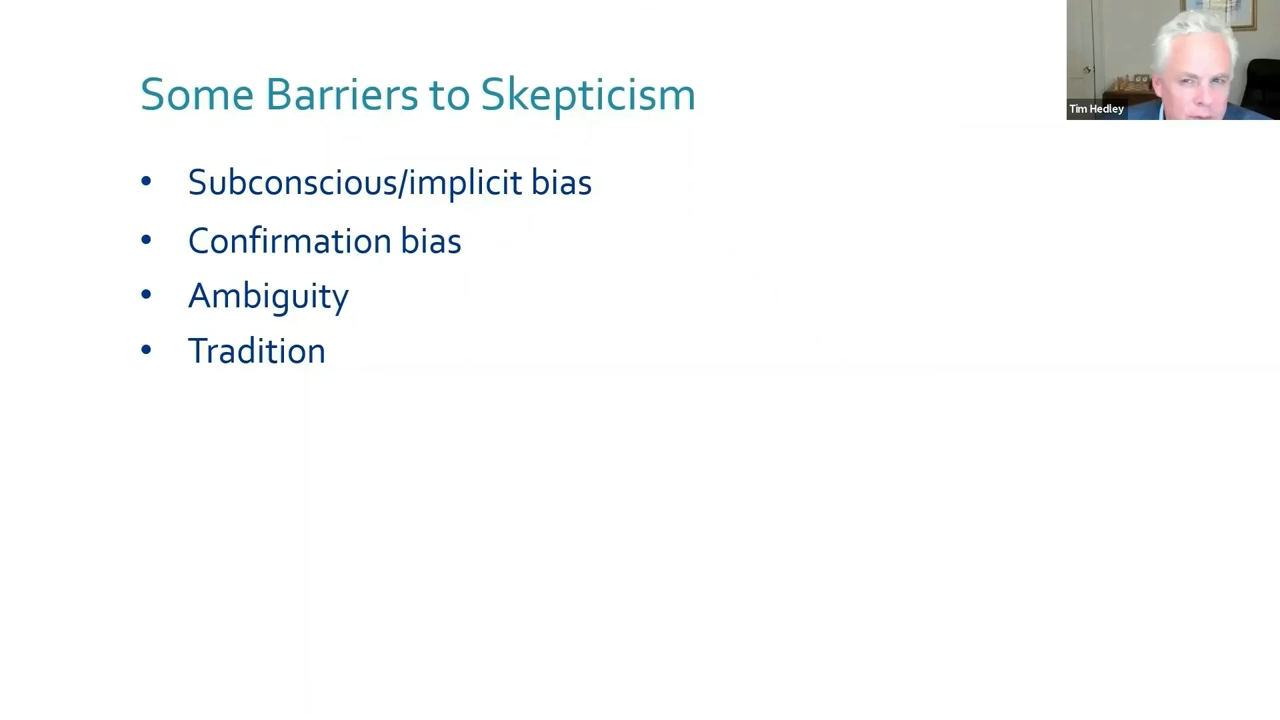 Some Barriers to Skepticism
Tim Hedley
• Subconscious/implicit bias
• Confirmation bias
• Ambiguity
• Tradition